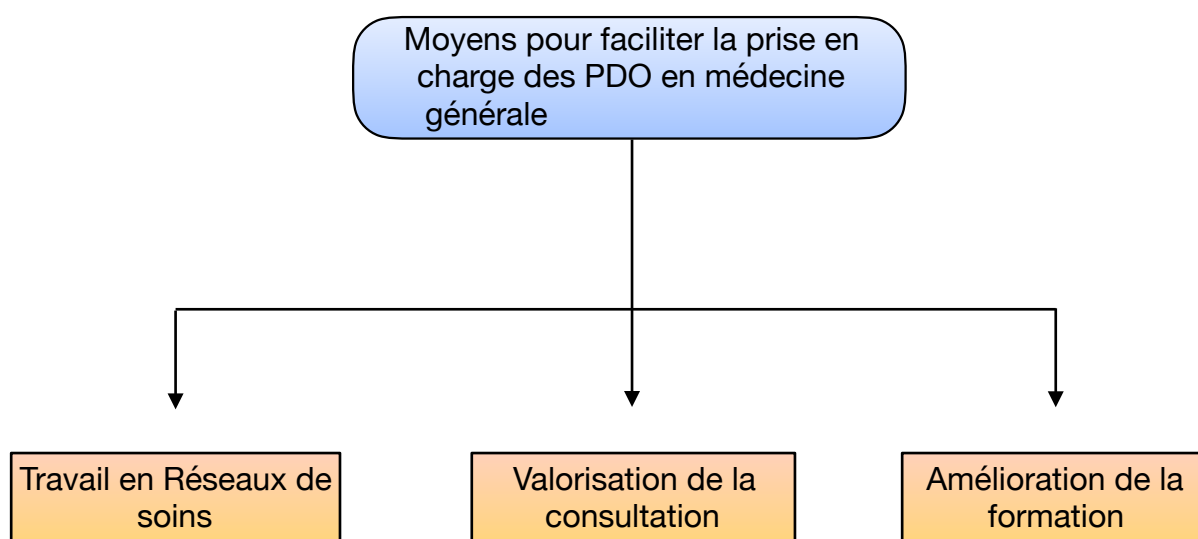 Moyens pour faciliter la prise en
charge des PDO en médecine
générale
Travail en Réseaux de
soins
Valorisation de la
consultation
Amélioration de la
formation